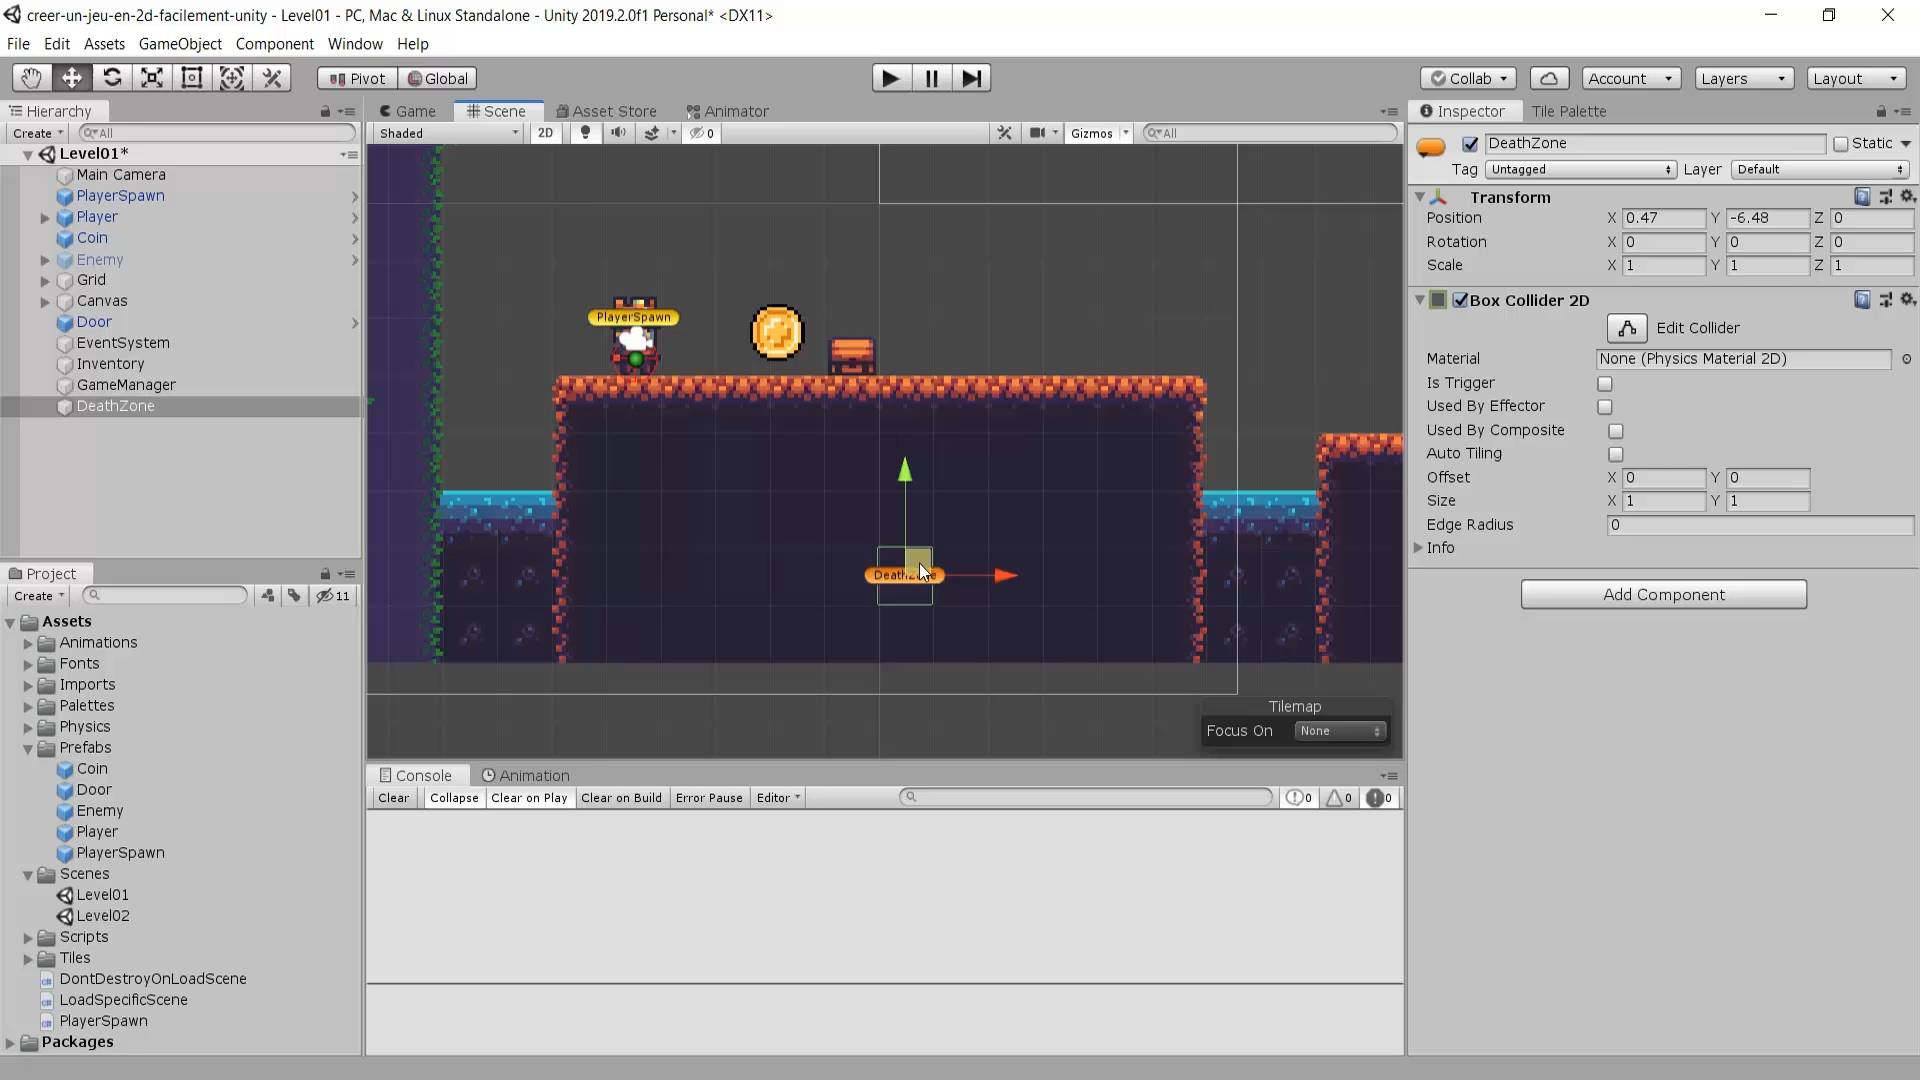 creer-un-jeu-en-2d-facilement-unity - Level01 - PC, Mac & Linux Standalone - Unity 2019.2.0f1 Personal* <DX11>
File Edit Assets GameObject Component Window Help
Pivot Global Collab Account Layers Layout
Hierarchy
Create All
Level01*
Main Camera
PlayerSpawn
Player
Coin
Enemy
Grid
Canvas
Door
EventSystem
Inventory
GameManager
DeathZone
Game Scene Asset Store Animator
Shaded 2D 0 Gizmos All
PlayerSpawn
Tilemap
Focus On None
Project
Create 11
Assets
Animations
Fonts
Imports
Palettes
Physics
Prefabs
Coin
Door
Enemy
Player
PlayerSpawn
Scenes
Level01
Level02
Scripts
Tiles
DontDestroyOnLoadScene
LoadSpecificScene
PlayerSpawn
Packages
Console Animation
Clear Collapse Clear on Play Clear on Build Error Pause Editor 0 0 0
Inspector Tile Palette
DeathZone Static
Tag Untagged Layer Default
Transform
Position X 0.47 Y -6.48 Z 0
Rotation X 0 Y 0 Z 0
Scale X 1 Y 1 Z 1
Box Collider 2D
Edit Collider
Material None (Physics Material 2D)
Is Trigger
Used By Effector
Used By Composite
Auto Tiling
Offset X 0 Y 0
Size X 1 Y 1
Edge Radius 0
Info
Add Component